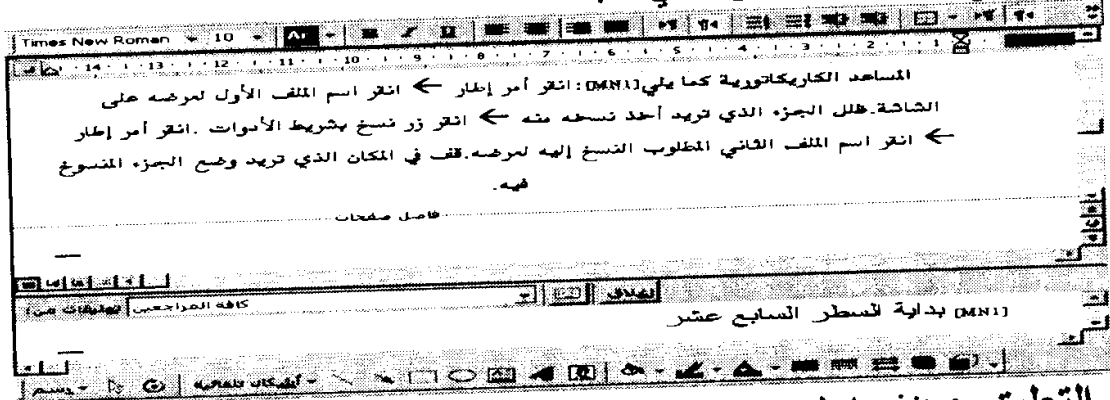 Times New Roman 10
14 13 12 11 10 9 8 7 6 5 4 3 2 1
المساعد الكاريكاتورية كما يلي[MN1]: انقر أمر إطار ← انقر اسم الملف الأول لعرضه على
الشاشة.ظلل الجزء الذي تريد أخذ نسخه منه ← انقر زر نسخ بشريط الأدوات .انقر أمر إطار
← انقر اسم الملف الثاني المطلوب النسخ إليه لعرضه.قف في المكان الذي تريد وضع الجزء المنسوخ
فيه.
فاصل صفحات
تعليقات من: كافة المراجعين إغلاق
[MN1] بداية السطر السابع عشر
رسم أشكال تلقائية